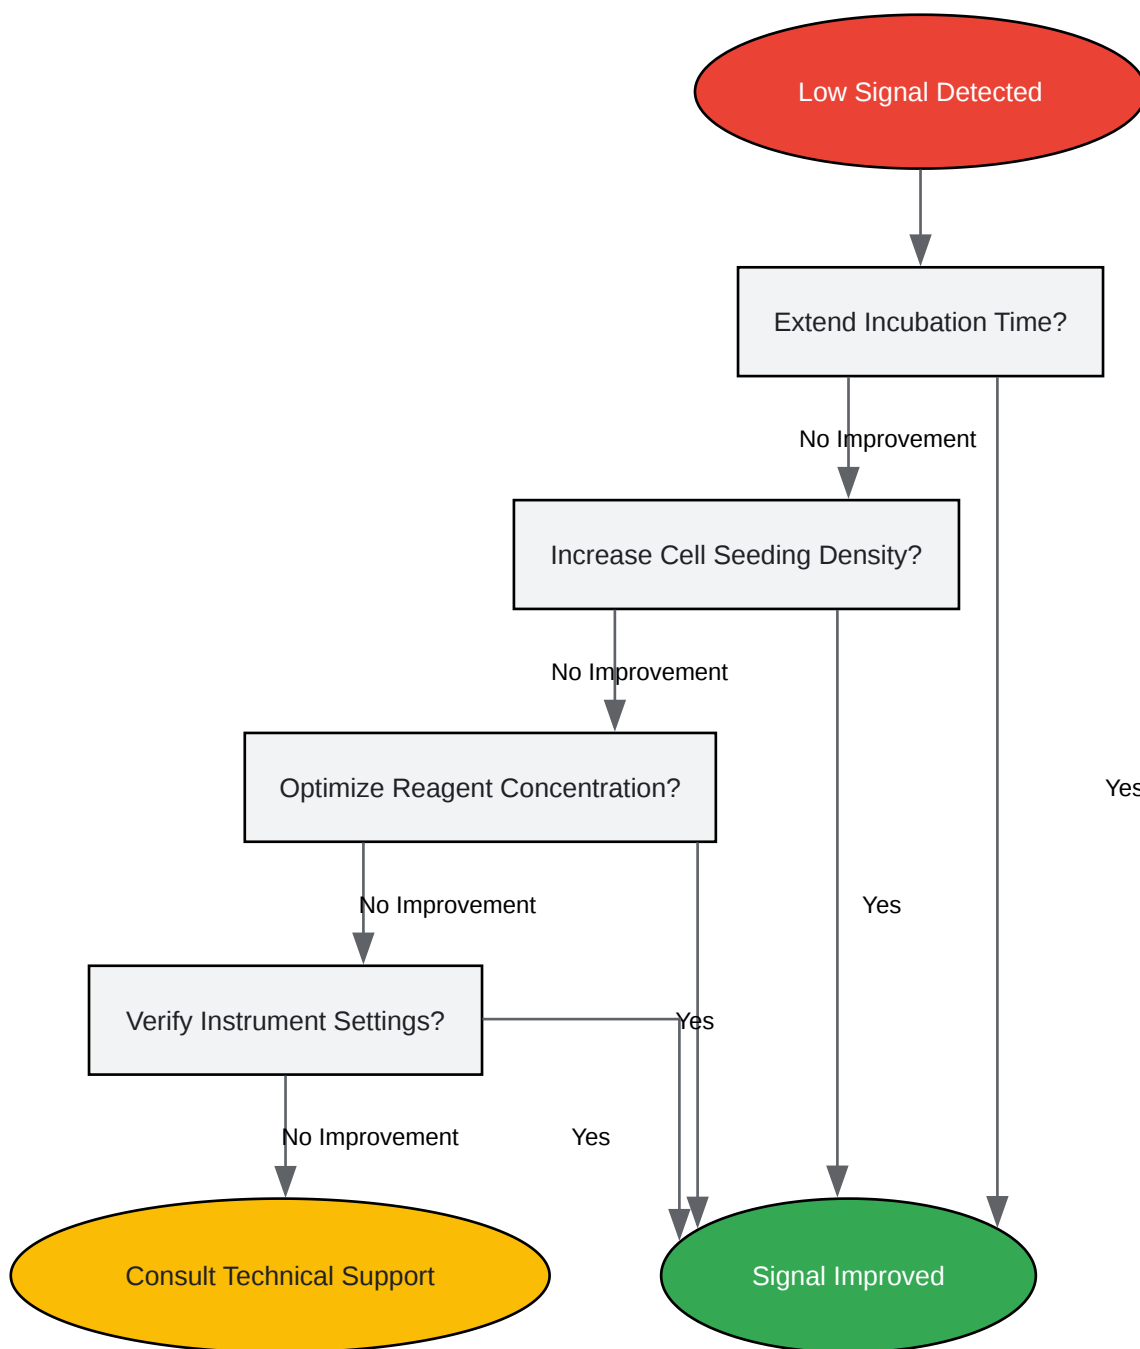 Low Signal Detected
Extend Incubation Time?
No Improvement
Increase Cell Seeding Density?
No Improvement
Optimize Reagent Concentration?
Yes
No Improvement
Yes
Verify Instrument Settings?
Yes
No Improvement
Yes
Consult Technical Support
Signal Improved